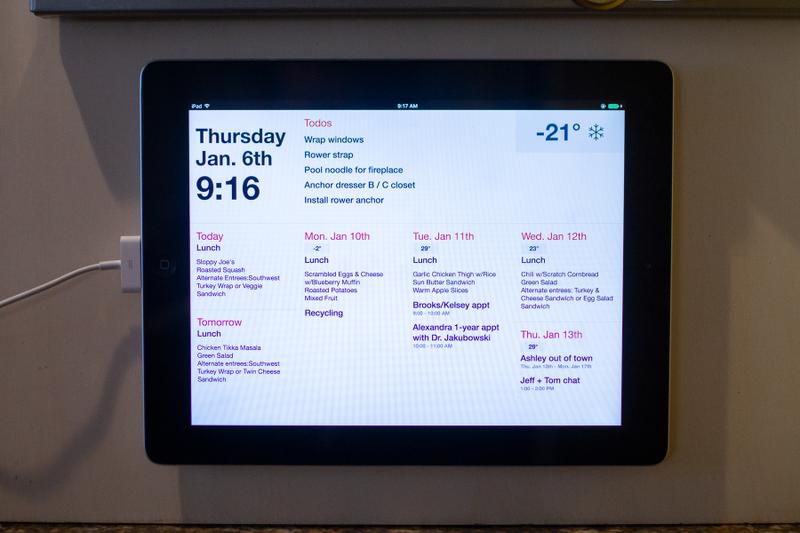 iPad
9:17 AM
Thursday
Jan. 6th
9:16
Todos
Wrap windows
Rower strap
Pool noodle for fireplace
Anchor dresser B / C closet
Install rower anchor
-21°
Today
Lunch
Sloppy Joe's
Roasted Squash
Alternate Entrees:Southwest
Turkey Wrap or Veggie
Sandwich
Tomorrow
Lunch
Chicken Tikka Masala
Green Salad
Alternate entrees:Southwest
Turkey Wrap or Twin Cheese
Sandwich
Mon. Jan 10th
-2°
Lunch
Scrambled Eggs & Cheese
w/Blueberry Muffin
Roasted Potatoes
Mixed Fruit
Recycling
Tue. Jan 11th
29°
Lunch
Garlic Chicken Thigh w/Rice
Sun Butter Sandwich
Warm Apple Slices
Brooks/Kelsey appt
9:00 - 10:00 AM
Alexandra 1-year appt
with Dr. Jakubowski
10:00 - 11:00 AM
Wed. Jan 12th
23°
Lunch
Chili w/Scratch Cornbread
Green Salad
Alternate entrees: Turkey &
Cheese Sandwich or Egg Salad
Thu. Jan 13th
29°
Ashley out of town
Thu. Jan 13th - Mon. Jan 17th
Jeff + Tom chat
1:00 - 2:00 PM